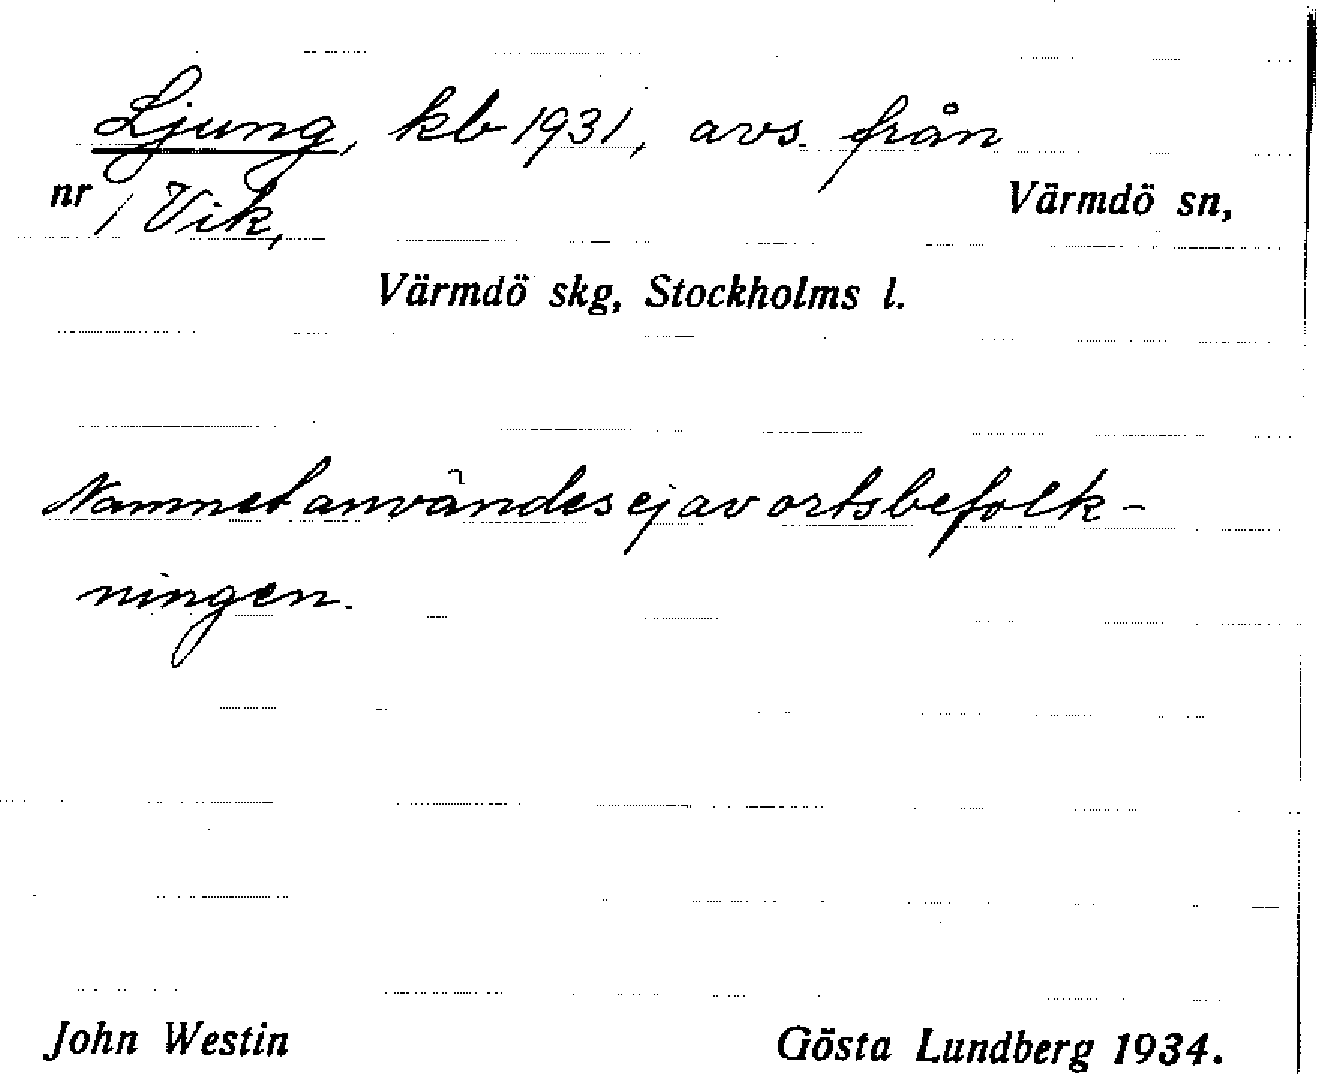 Ljung, kb 1931, avs. från
nr 1 Vik, Värmdö sn,
Värmdö skg, Stockholms l.
Namnet användes ej av ortsbefolk-
ningen.
John Westin Gösta Lundberg 1934.